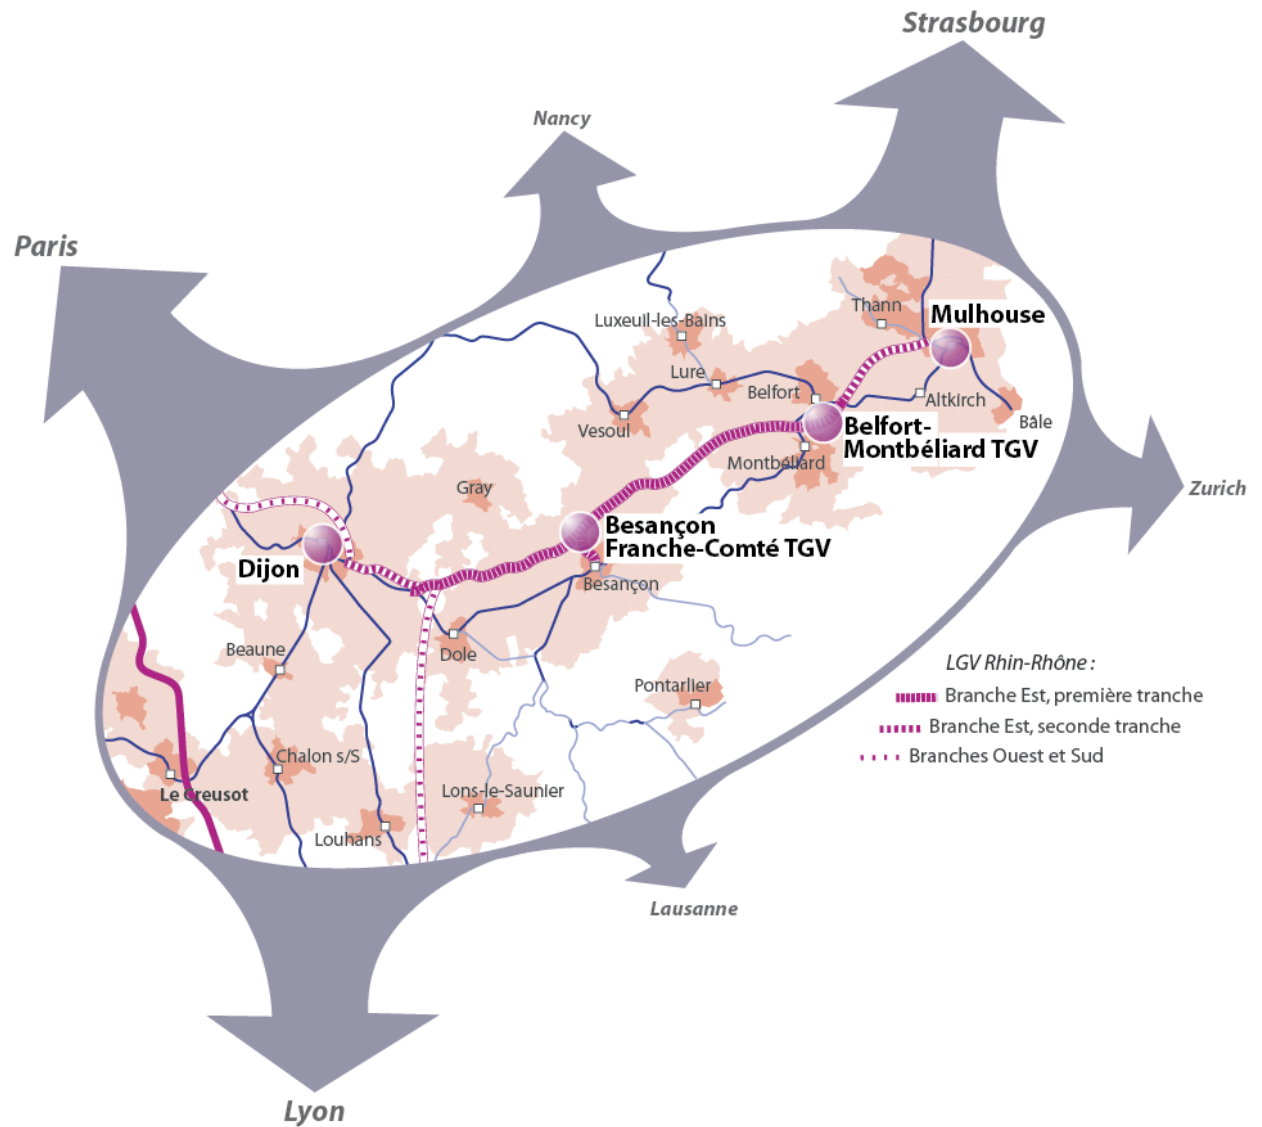 Strasbourg
Nancy
Paris
Thann
Mulhouse
Luxeuil-les-Bains
Lure
Belfort
Altkirch
Bâle
Vesoul
Belfort-
Montbéliard TGV
Montbéliard
Gray
Zurich
Besançon
Franche-Comté TGV
Dijon
Besançon
Beaune
Dole
LGV Rhin-Rhône :
Pontarlier
Branche Est, première tranche
Branche Est, seconde tranche
Chalon s/S
Branches Ouest et Sud
Le Creusot
Lons-le-Saunier
Louhans
Lausanne
Lyon